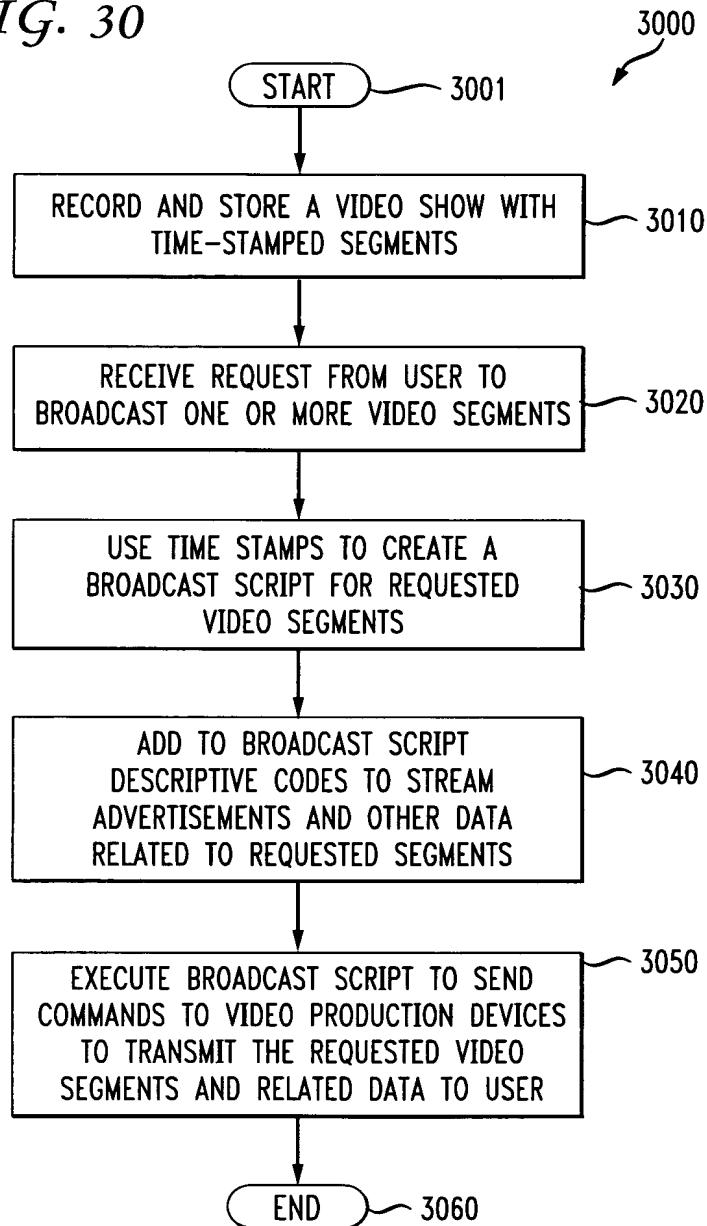 IG. 30
3000
START
3001
RECORD AND STORE A VIDEO SHOW WITH
TIME-STAMPED SEGMENTS
3010
RECEIVE REQUEST FROM USER TO
BROADCAST ONE OR MORE VIDEO SEGMENTS
3020
USE TIME STAMPS TO CREATE A
BROADCAST SCRIPT FOR REQUESTED
VIDEO SEGMENTS
3030
ADD TO BROADCAST SCRIPT
DESCRIPTIVE CODES TO STREAM
ADVERTISEMENTS AND OTHER DATA
RELATED TO REQUESTED SEGMENTS
3040
EXECUTE BROADCAST SCRIPT TO SEND
COMMANDS TO VIDEO PRODUCTION DEVICES
TO TRANSMIT THE REQUESTED VIDEO
SEGMENTS AND RELATED DATA TO USER
3050
END
3060